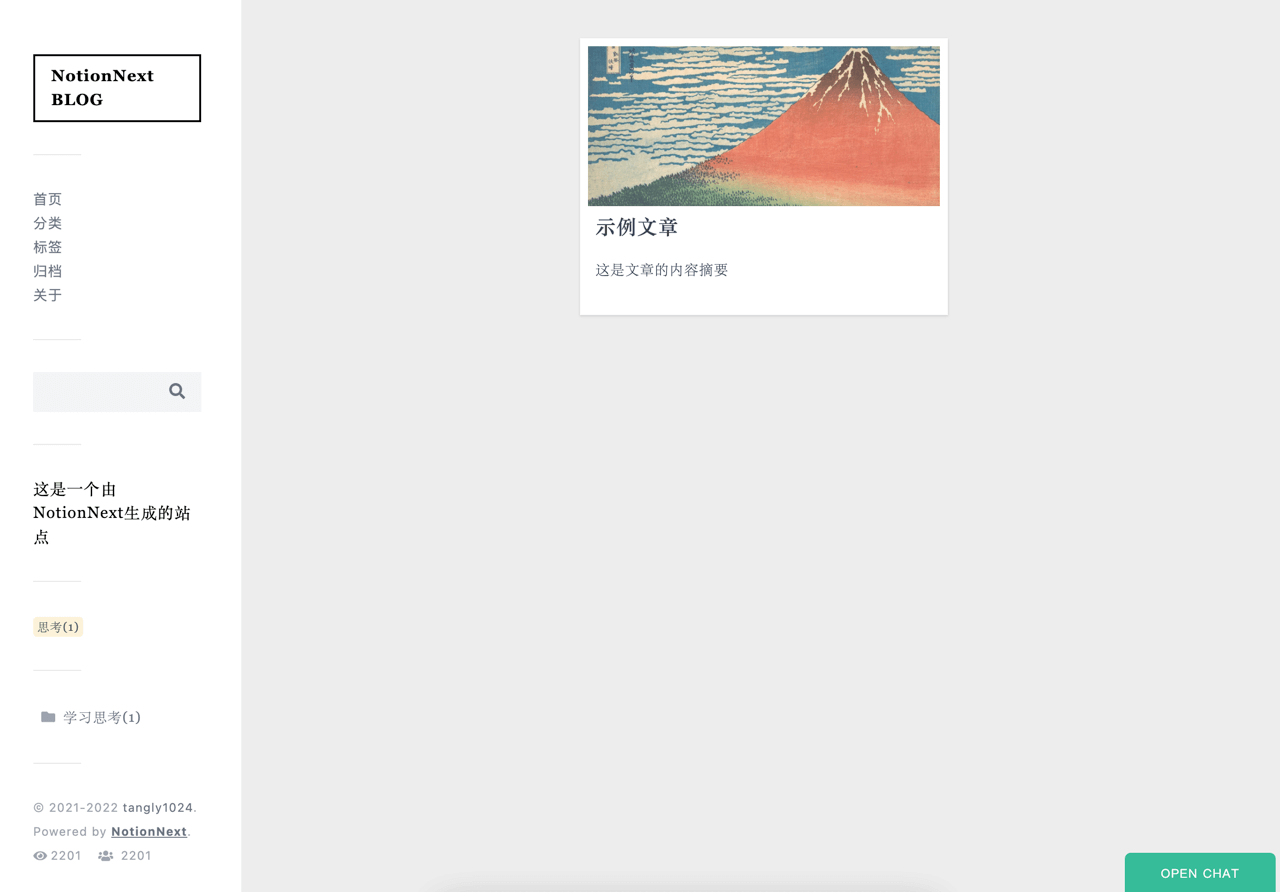 NotionNext
BLOG
首页
分类
标签
归档
关于
这是一个由
NotionNext生成的站
点
思考(1)
学习思考(1)
© 2021-2022 tangly1024.
Powered by NotionNext.
2201 2201
示例文章
这是文章的内容摘要
OPEN CHAT